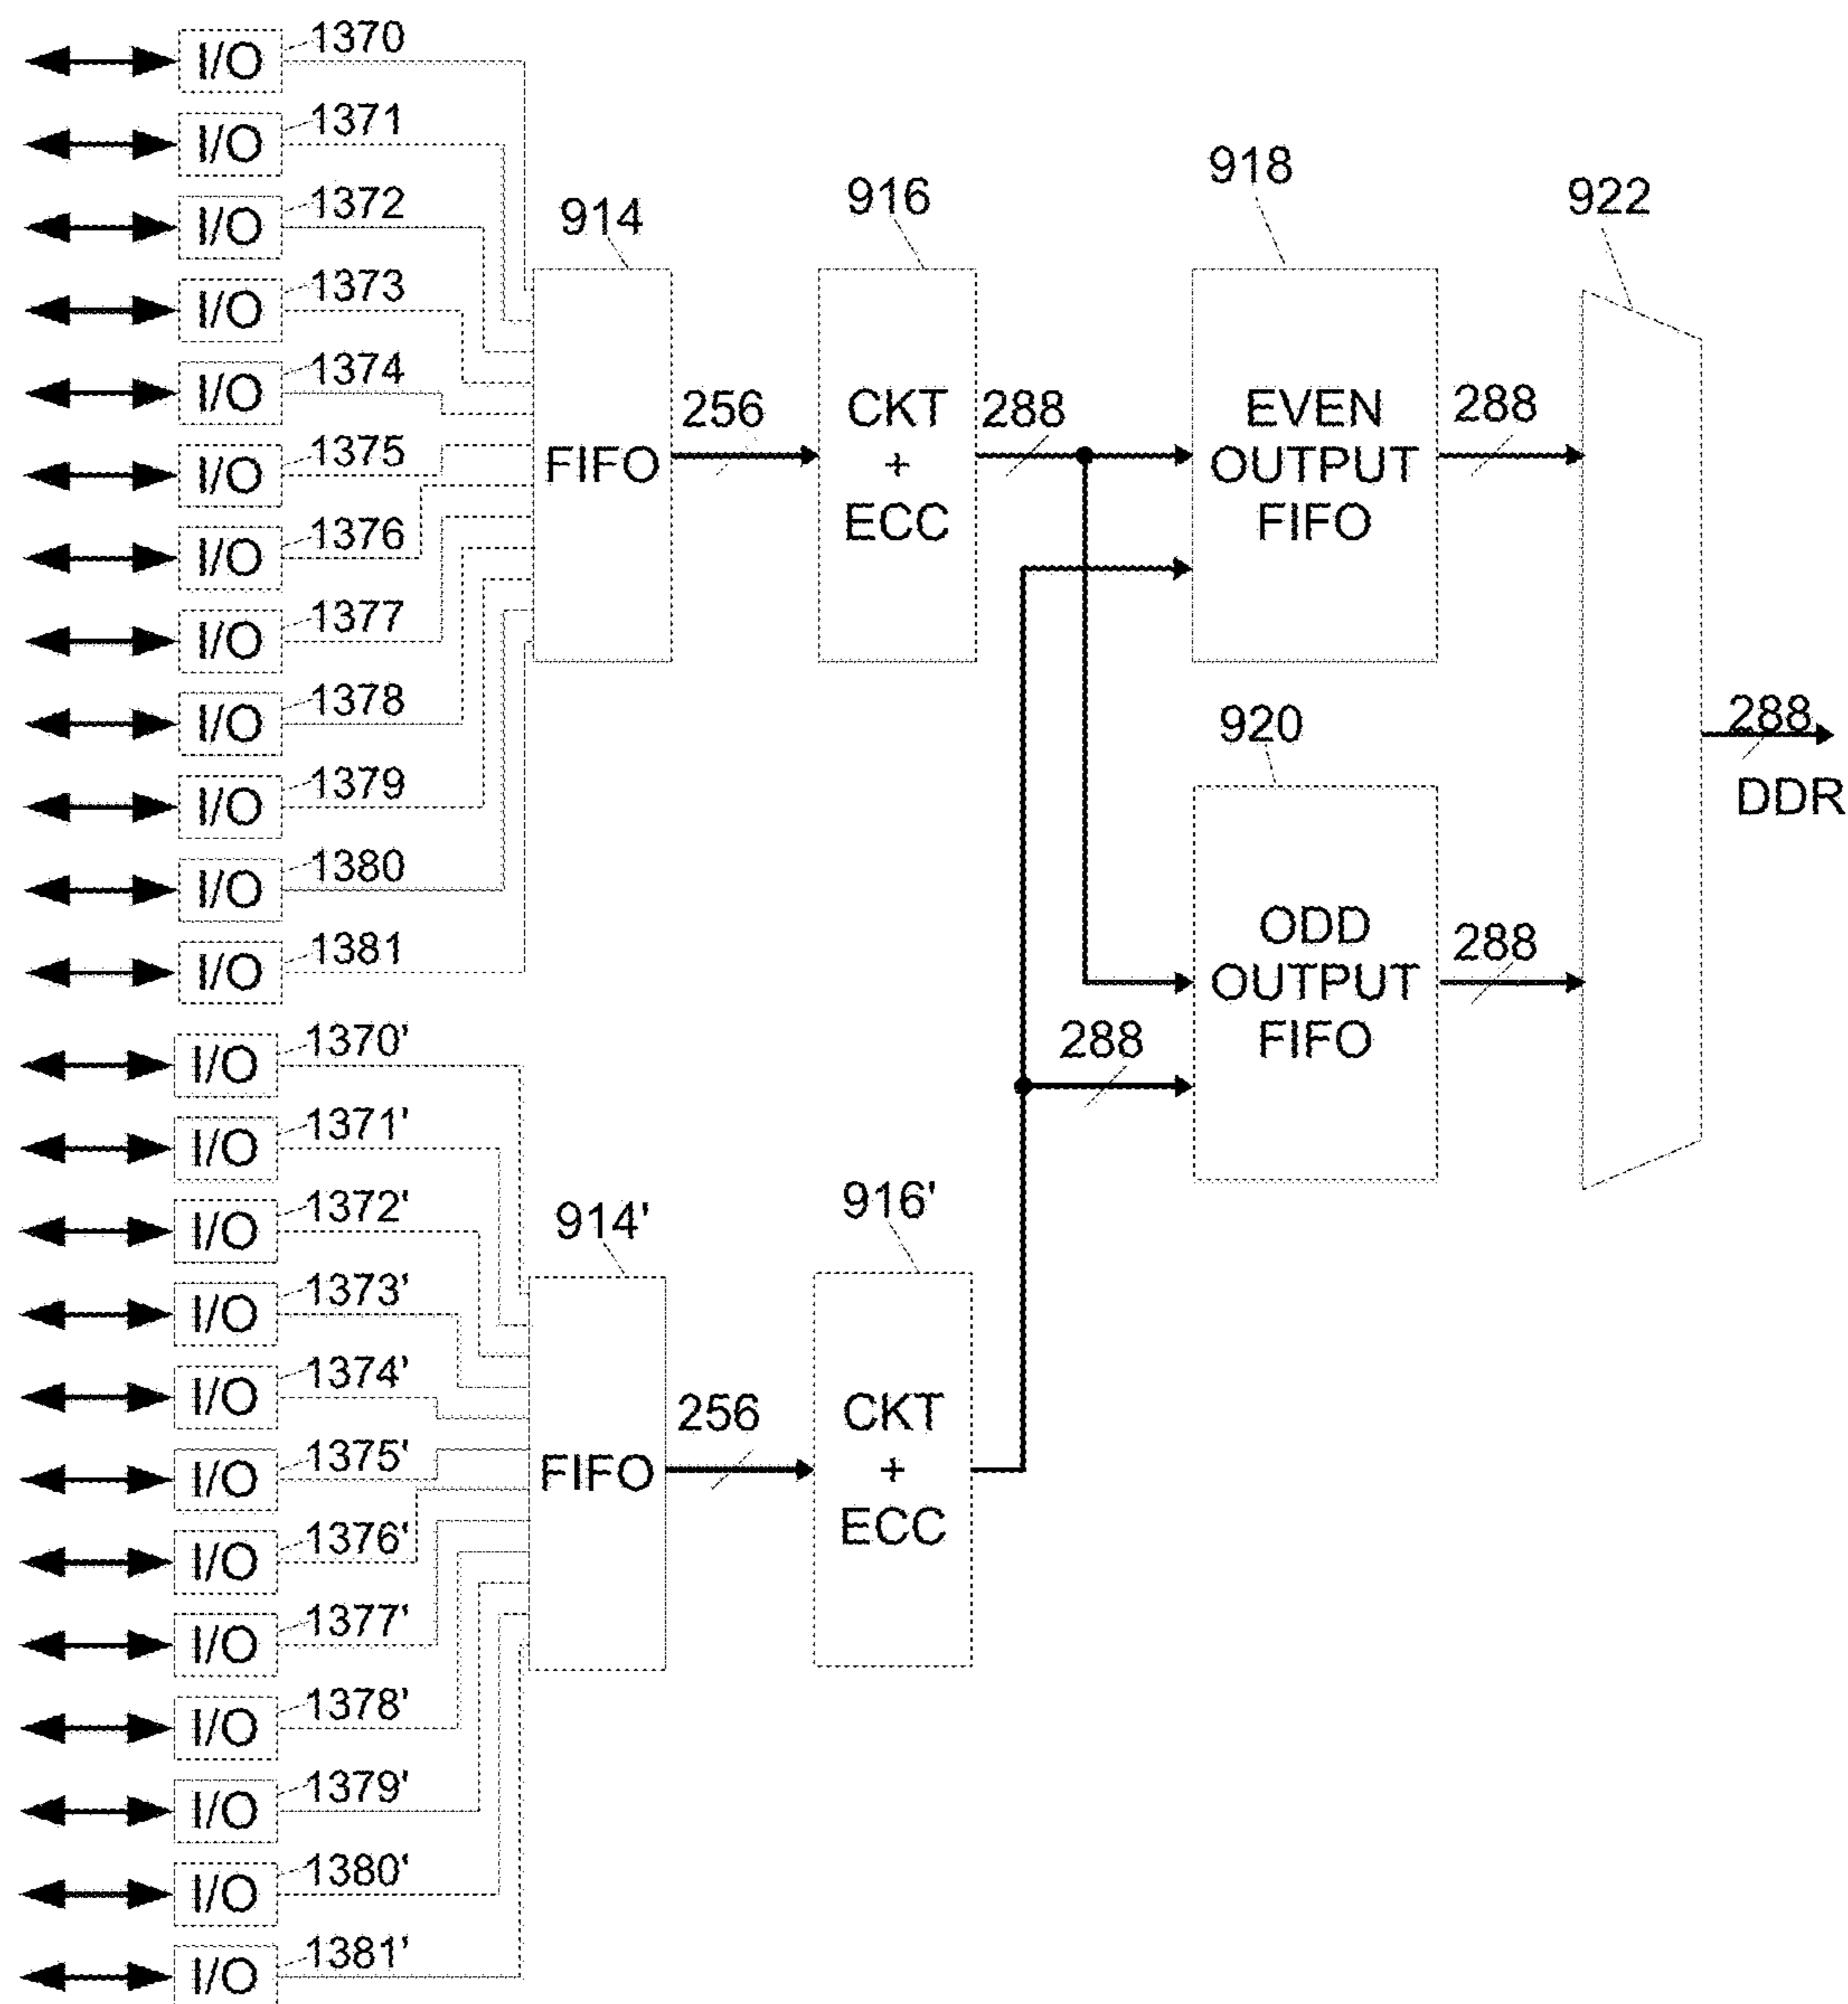 I/O 1370
I/O 1371
I/O 1372
I/O 1373
I/O 1374
I/O 1375
I/O 1376
I/O 1377
I/O 1378
I/O 1379
I/O 1380
I/O 1381
914
FIFO
256
916
CKT
+
ECC
288
918
EVEN
OUTPUT
FIFO
288
922
920
ODD
OUTPUT
FIFO
288
288
288
DDR
I/O 1370'
I/O 1371'
I/O 1372'
I/O 1373'
I/O 1374'
I/O 1375'
I/O 1376'
I/O 1377'
I/O 1378'
I/O 1379'
I/O 1380'
I/O 1381'
914'
FIFO
256
916'
CKT
+
ECC